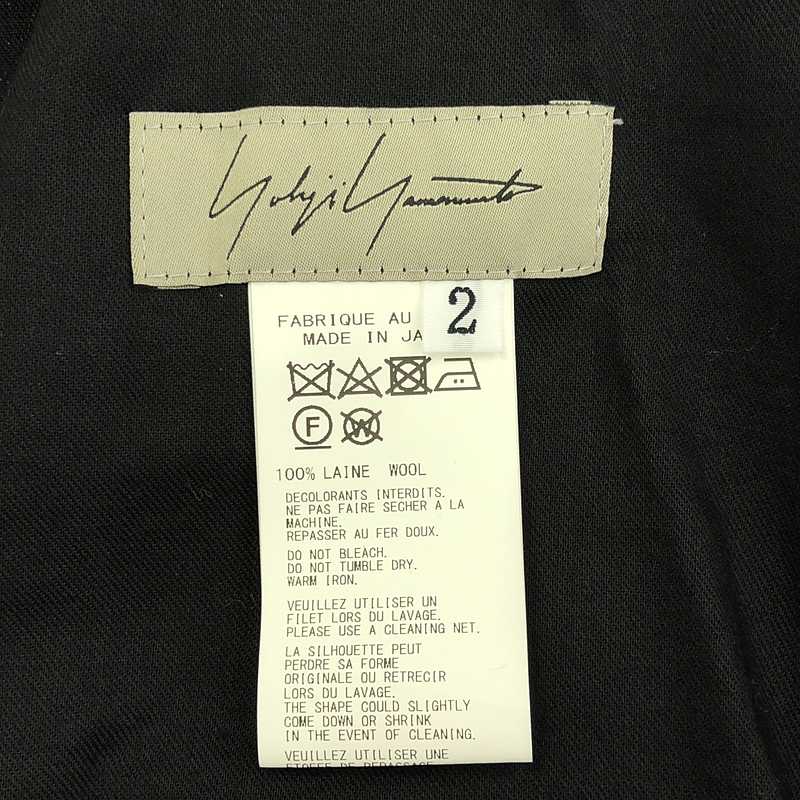 Yohji Yamamoto
2
FABRIQUE AU
MADE IN JA
F
W
100% LAINE WOOL
DECOLORANTS INTERDITS.
NE PAS FAIRE SECHER A LA
MACHINE.
REPASSER AU FER DOUX.
DO NOT BLEACH.
DO NOT TUMBLE DRY.
WARM IRON.
VEUILLEZ UTILISER UN
FILET LORS DU LAVAGE.
PLEASE USE A CLEANING NET.
LA SILHOUETTE PEUT
PERDRE SA FORME
ORIGINALE OU RETRECIR
LORS DU LAVAGE.
THE SHAPE COULD SLIGHTLY
COME DOWN OR SHRINK
IN THE EVENT OF CLEANING.
VEUILLEZ UTILISER UNE
ETOFFE DE REPASSAGE